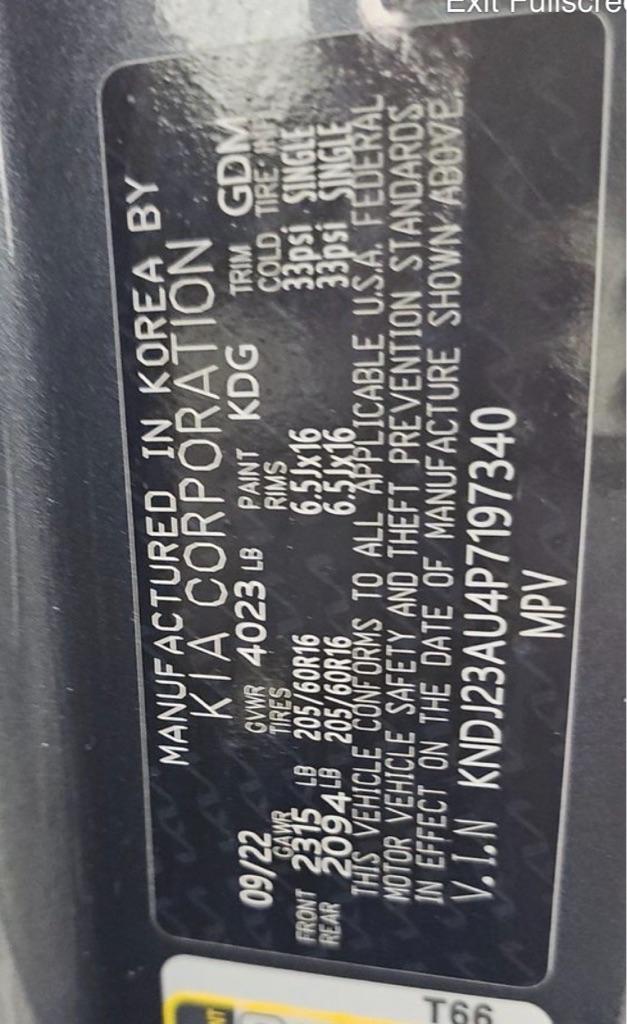 Exit Fullscree
MANUFACTURED IN KOREA BY
KIA CORPORATION
09/22 GVWR 4023 LB PAINT KDG TRIM GDM
GAWR TIRES RIMS COLD TIRE
FRONT 2315 LB 205/60R16 6.5Jx16 33psi SINGLE
REAR 2094 LB 205/60R16 6.5Jx16 33psi SINGLE
THIS VEHICLE CONFORMS TO ALL APPLICABLE U.S.A. FEDERAL
MOTOR VEHICLE SAFETY AND THEFT PREVENTION STANDARDS
IN EFFECT ON THE DATE OF MANUFACTURE SHOWN ABOVE.
V.I.N KNDJ23AU4P7197340
MPV
T66